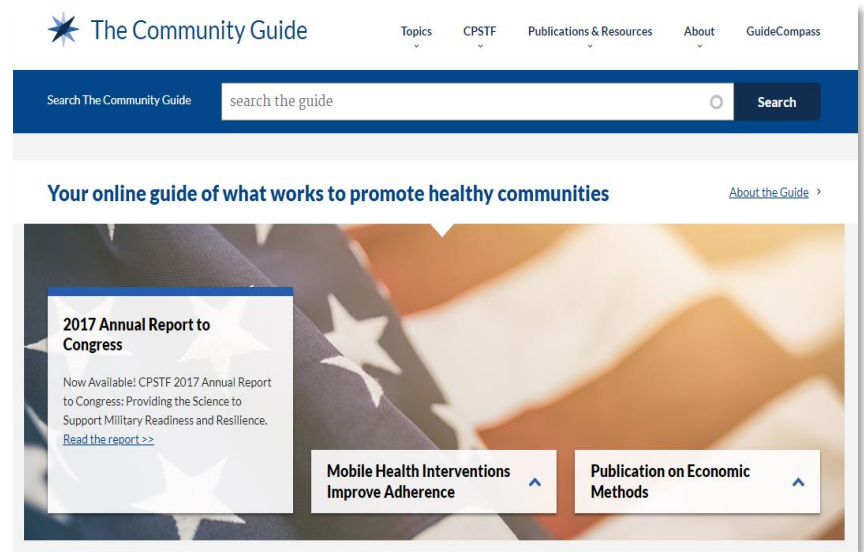 The Community Guide
Topics
CPSTF
Publications & Resources
About
GuideCompass
Search The Community Guide
search the guide
Search
Your online guide of what works to promote healthy communities
About the Guide ›
2017 Annual Report to
Congress
Now Available! CPSTF 2017 Annual Report
to Congress: Providing the Science to
Support Military Readiness and Resilience.
Read the report >>
Mobile Health Interventions
Improve Adherence
Publication on Economic
Methods